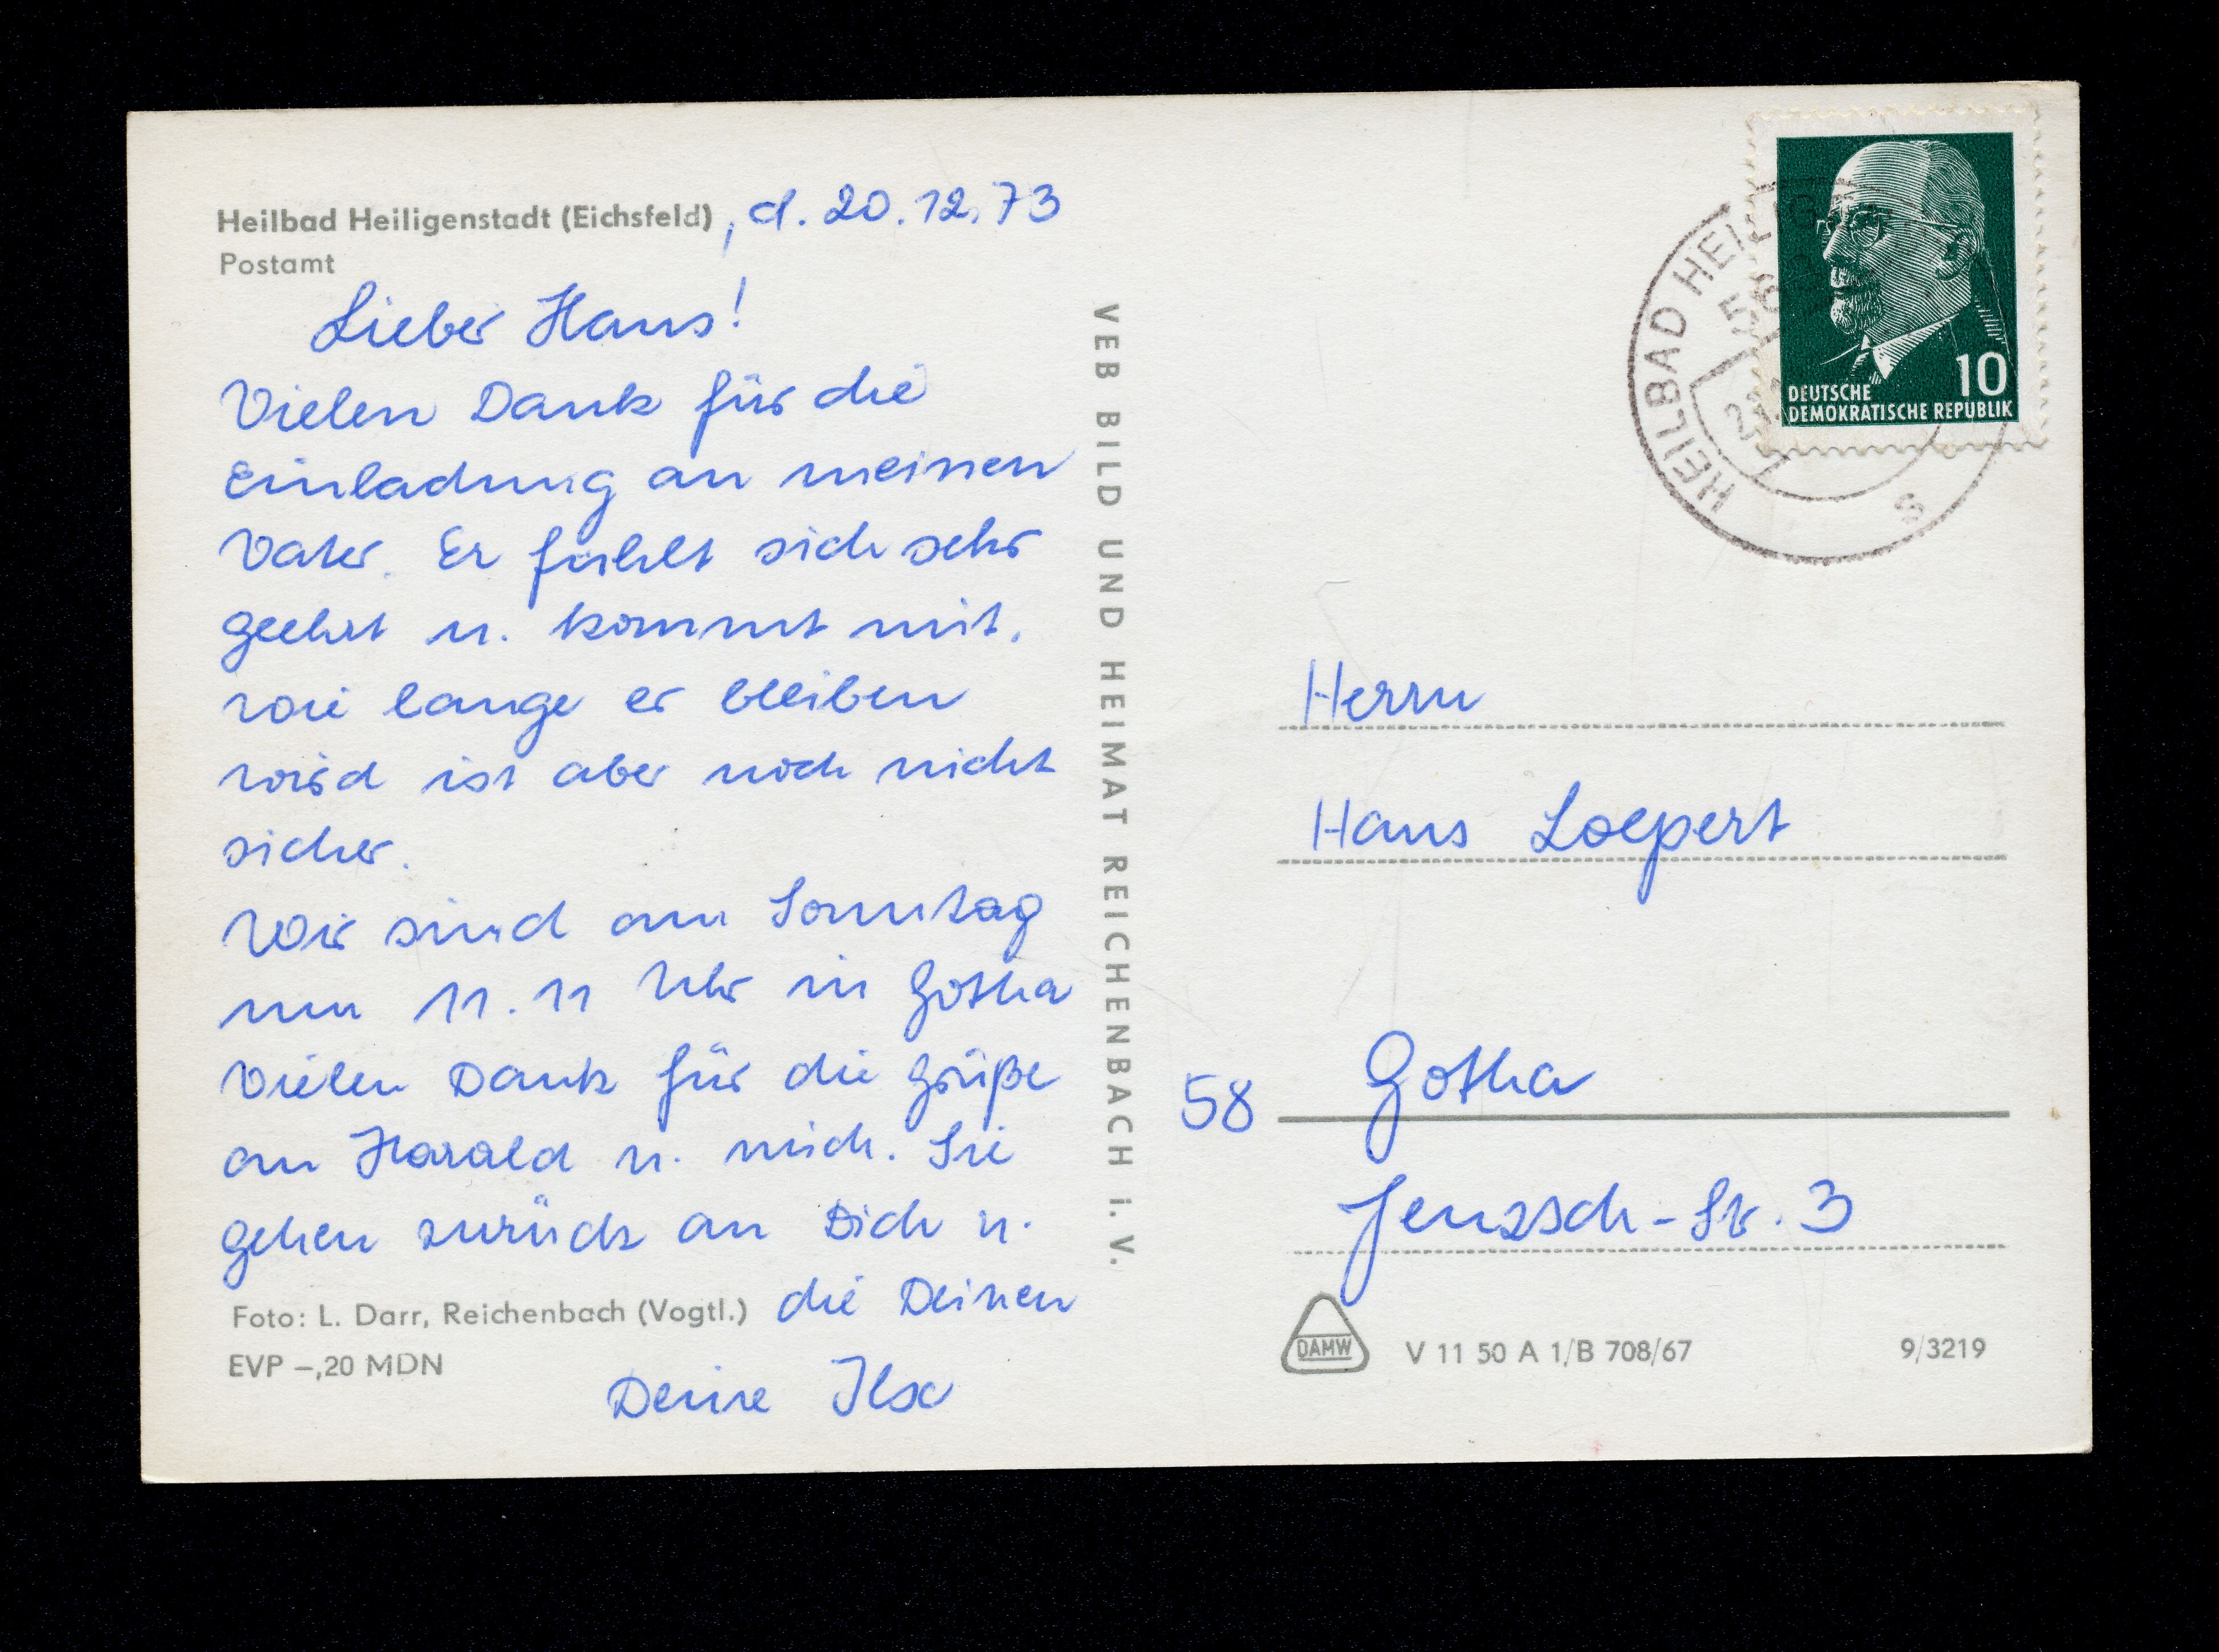 Heilbad Heiligenstadt (Eichsfeld), d. 20.12.73
Postamt
Lieber Hans!
Vielen Dank für die
Einladung an meinen
Vater. Er fühlt sich sehr
geehrt u. kommt mit.
Wie lange er bleiben
wird ist aber noch nicht
sicher.
Wir sind am Sonntag
um 11.11 Uhr in Gotha
Vielen Dank für die Grüße
an Harald u. mich. Sie
gehen zurück an Dich u.
die Deinen
Foto: L. Darr, Reichenbach (Vogtl.)
EVP –,20 MDN
Deine Ilse
VEB BILD UND HEIMAT REICHENBACH i. V.
HEILBAD HEILIG
S
10
DEUTSCHE
DEMOKRATISCHE REPUBLIK
Herrn
Hans Loepert
58 Gotha
Jenzsch-Str. 3
DAMW
V 11 50 A 1/B 708/67
9/3219